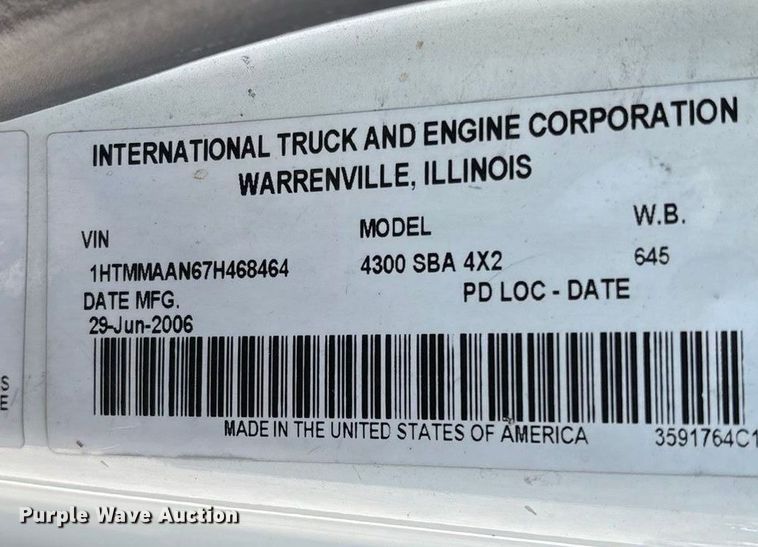 INTERNATIONAL TRUCK AND ENGINE CORPORATION
WARRENVILLE, ILLINOIS
VIN MODEL W.B.
1HTMMAAN67H468464 4300 SBA 4X2 645
DATE MFG. PD LOC - DATE
29-Jun-2006
MADE IN THE UNITED STATES OF AMERICA 3591764C1
S
E
Purple Wave Auction